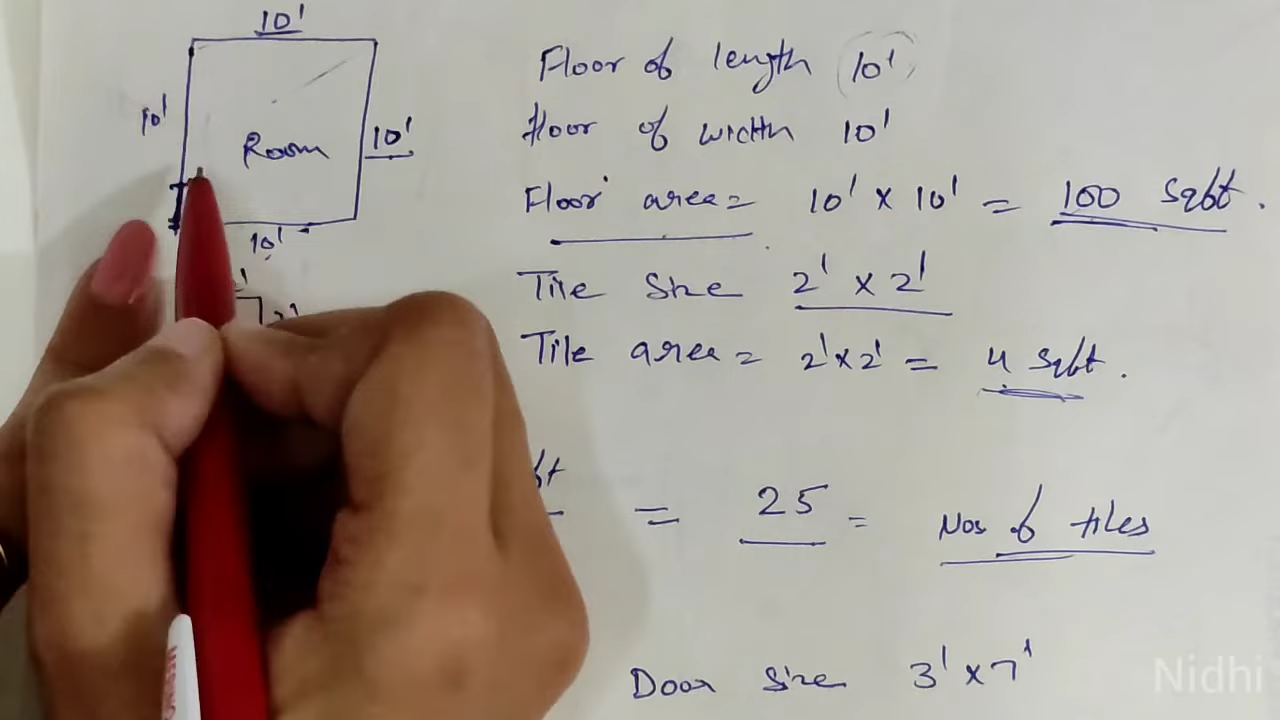 10'
10'
Room
10'
10'
Floor of length 10'
floor of width 10'
Floor area = 10' x 10' = 100 Sqft.
Tile Size 2' x 2'
Tile area = 2' x 2' = 4 Sqft.
= 25 = Nos of tiles
Door Size 3' x 7'
Nidhi